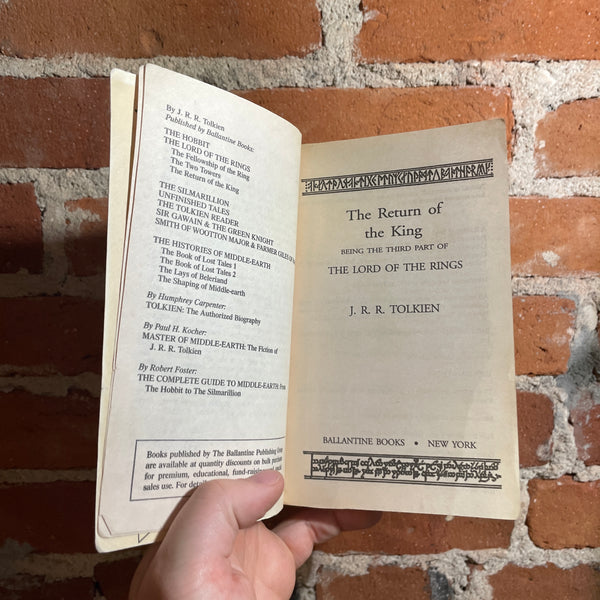 By J. R. R. Tolkien
Published by Ballantine Books:
THE HOBBIT
THE LORD OF THE RINGS
The Fellowship of the Ring
The Two Towers
The Return of the King
THE SILMARILLION
UNFINISHED TALES
THE TOLKIEN READER
SIR GAWAIN & THE GREEN KNIGHT
SMITH OF WOOTTON MAJOR & FARMER GILES OF
THE HISTORIES OF MIDDLE-EARTH
The Book of Lost Tales 1
The Book of Lost Tales 2
The Lays of Beleriand
The Shaping of Middle-earth
By Humphrey Carpenter:
TOLKIEN: The Authorized Biography
By Paul H. Kocher:
MASTER OF MIDDLE-EARTH: The Fiction of
J. R. R. Tolkien
By Robert Foster:
THE COMPLETE GUIDE TO MIDDLE-EARTH: From
The Hobbit to The Silmarillion
Books published by The Ballantine Publishing
are available at quantity discounts on bulk
for premium, educational, fund-raising
sales use. For
The Return of
the King
BEING THE THIRD PART OF
THE LORD OF THE RINGS
J. R. R. TOLKIEN
BALLANTINE BOOKS • NEW YORK